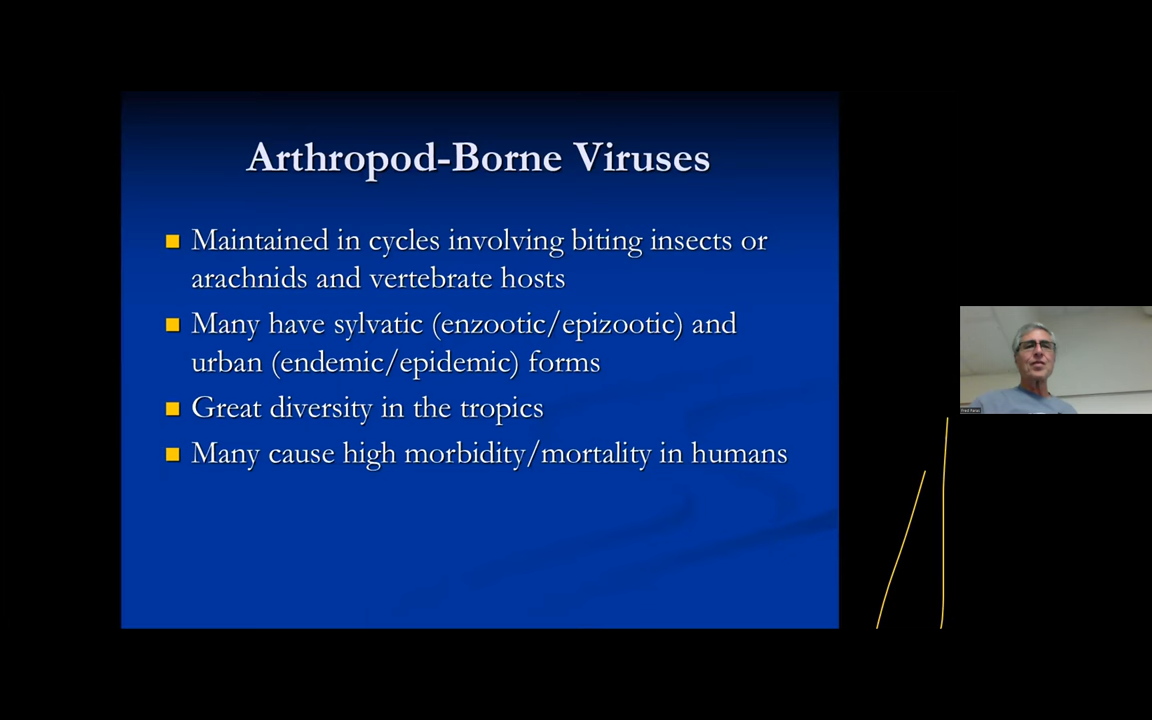 Arthropod-Borne Viruses
Maintained in cycles involving biting insects or
arachnids and vertebrate hosts
Many have sylvatic (enzootic/epizootic) and
urban (endemic/epidemic) forms
Great diversity in the tropics
Many cause high morbidity/mortality in humans